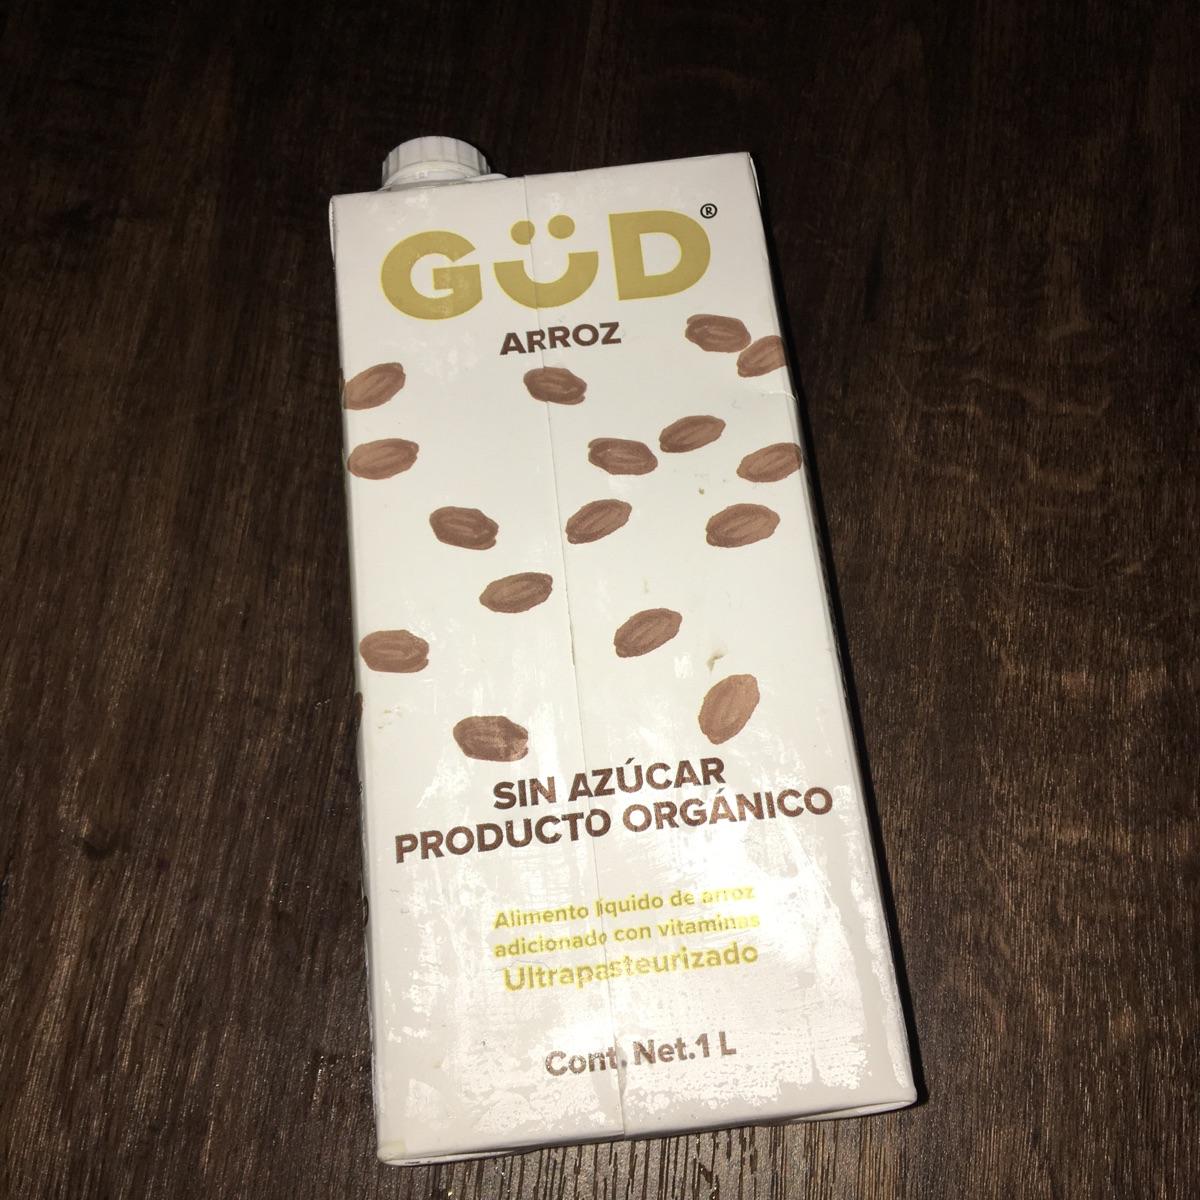 GÜD®
ARROZ
SIN AZÚCAR
PRODUCTO ORGÁNICO
Alimento líquido de arroz
adicionado con vitaminas
Ultrapasteurizado
Cont. Net.1 L